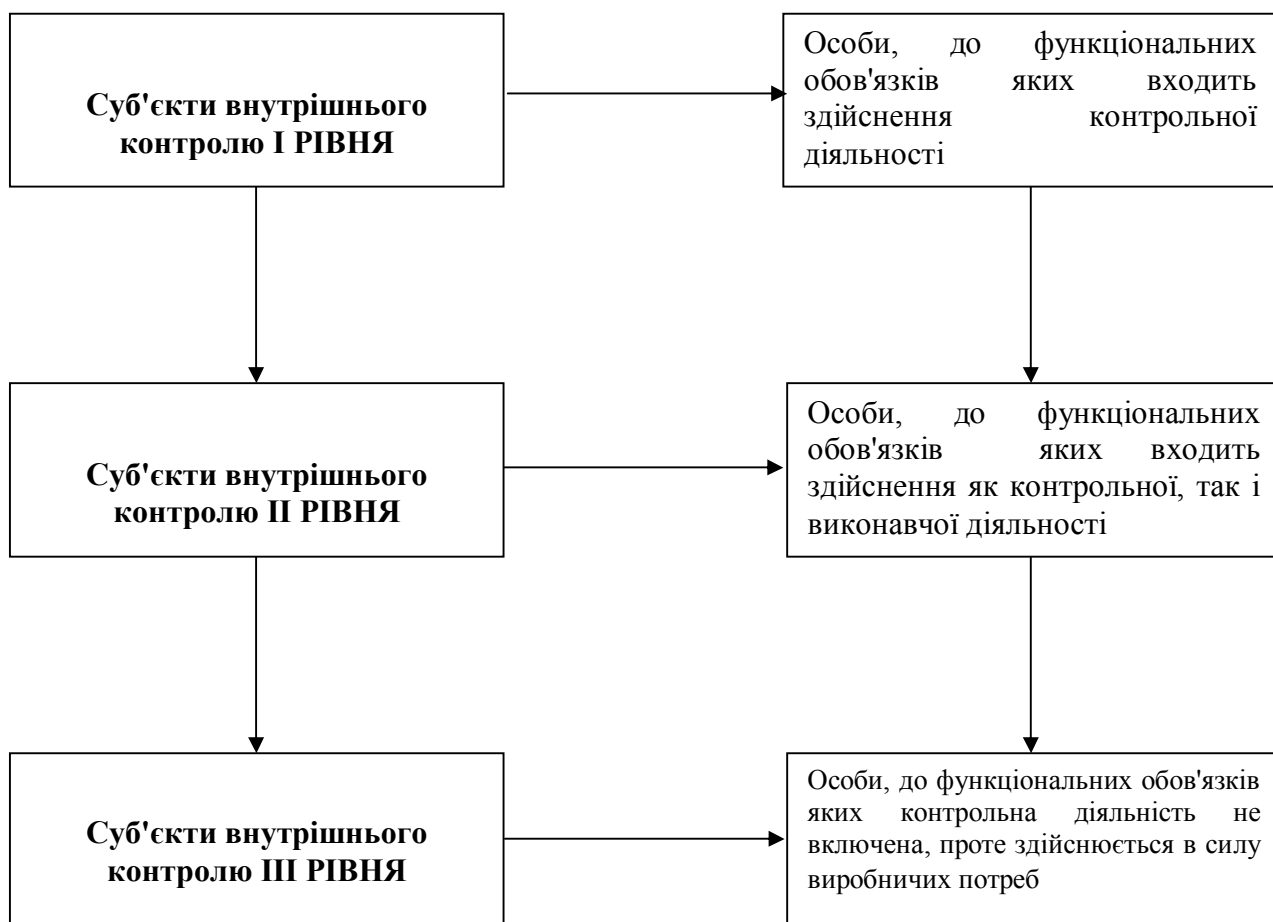 Суб'єкти внутрішнього
контролю І РІВНЯ
Особи, до функціональних
обов'язків яких входить
здійснення контрольної
діяльності
Суб'єкти внутрішнього
контролю ІІ РІВНЯ
Особи, до функціональних
обов'язків яких входить
здійснення як контрольної, так і
виконавчої діяльності
Суб'єкти внутрішнього
контролю ІІІ РІВНЯ
Особи, до функціональних обов'язків
яких контрольна діяльність не
включена, проте здійснюється в силу
виробничих потреб